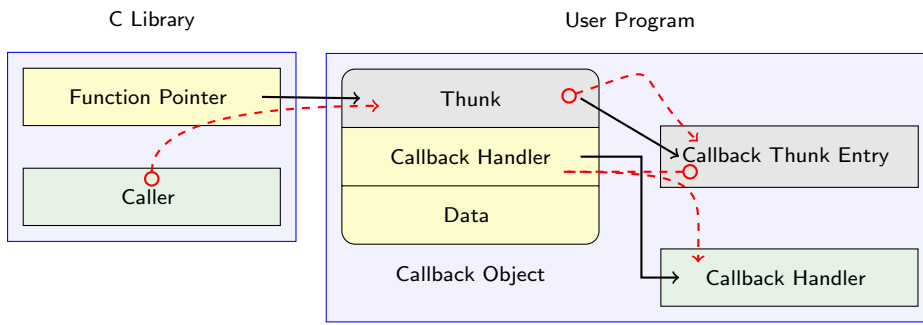 C Library
User Program
Function Pointer
Caller
Thunk
Callback Handler
Data
Callback Object
Callback Thunk Entry
Callback Handler